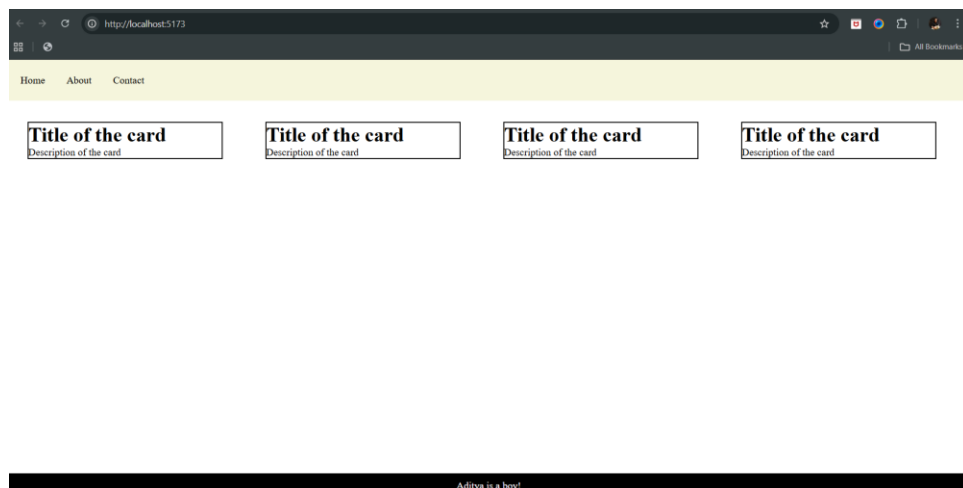 http://localhost:5173
All Bookmarks
Home About Contact
Title of the card Title of the card Title of the card Title of the card
Description of the card Description of the card Description of the card Description of the card
Aditya is a boy!